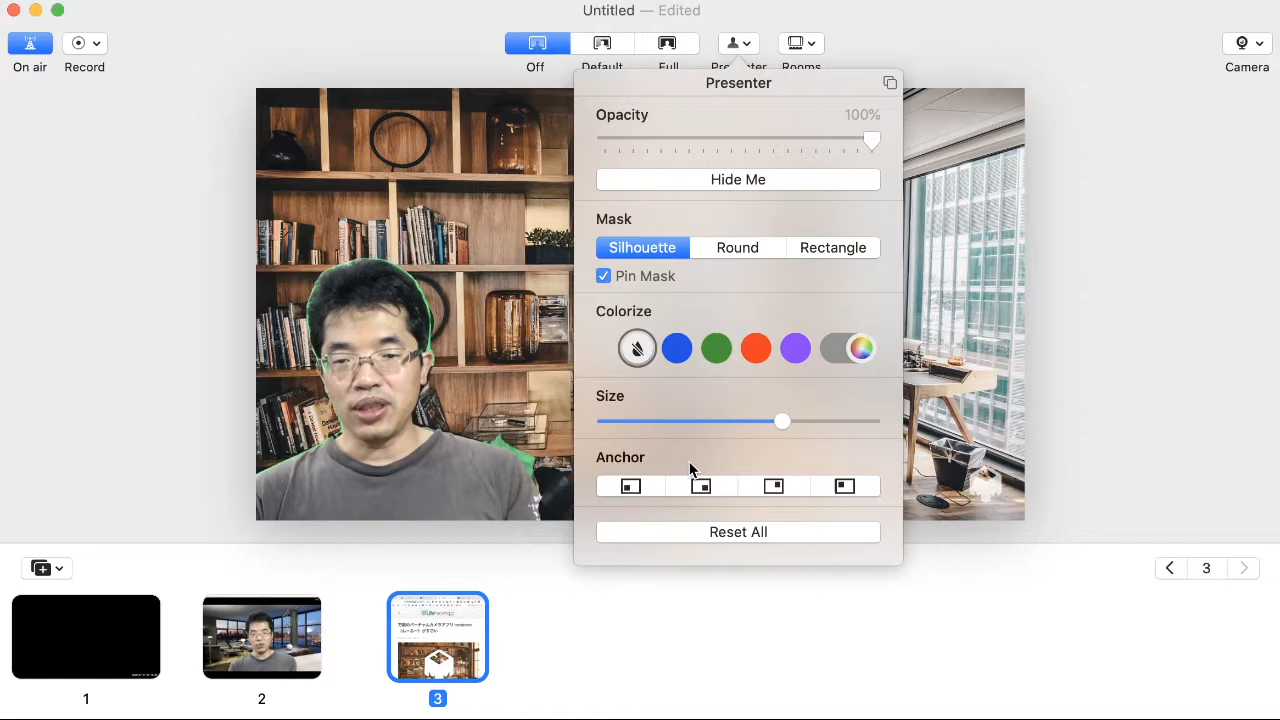 Untitled — Edited
On air
Record
Off
Default
Full
Rooms
Camera
Presenter
Opacity
100%
Hide Me
Mask
Silhouette
Round
Rectangle
Pin Mask
Colorize
Size
Anchor
Reset All
3
1
2
3